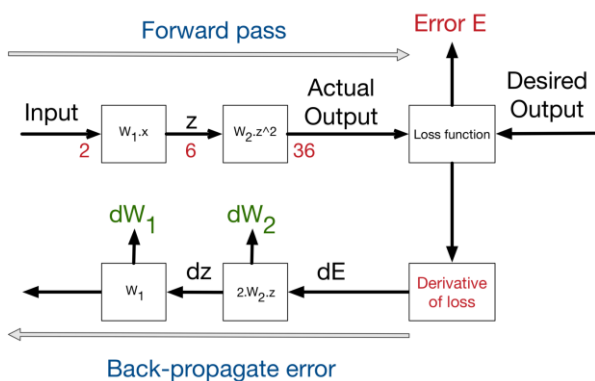 Forward pass
Error E
Input
z
Actual
Output
Desired
Output
W₁.x
W₂.z^2
Loss function
2
6
36
dW₁
dW₂
dz
dE
W₁
2.W₂.z
Derivative
of loss
Back-propagate error